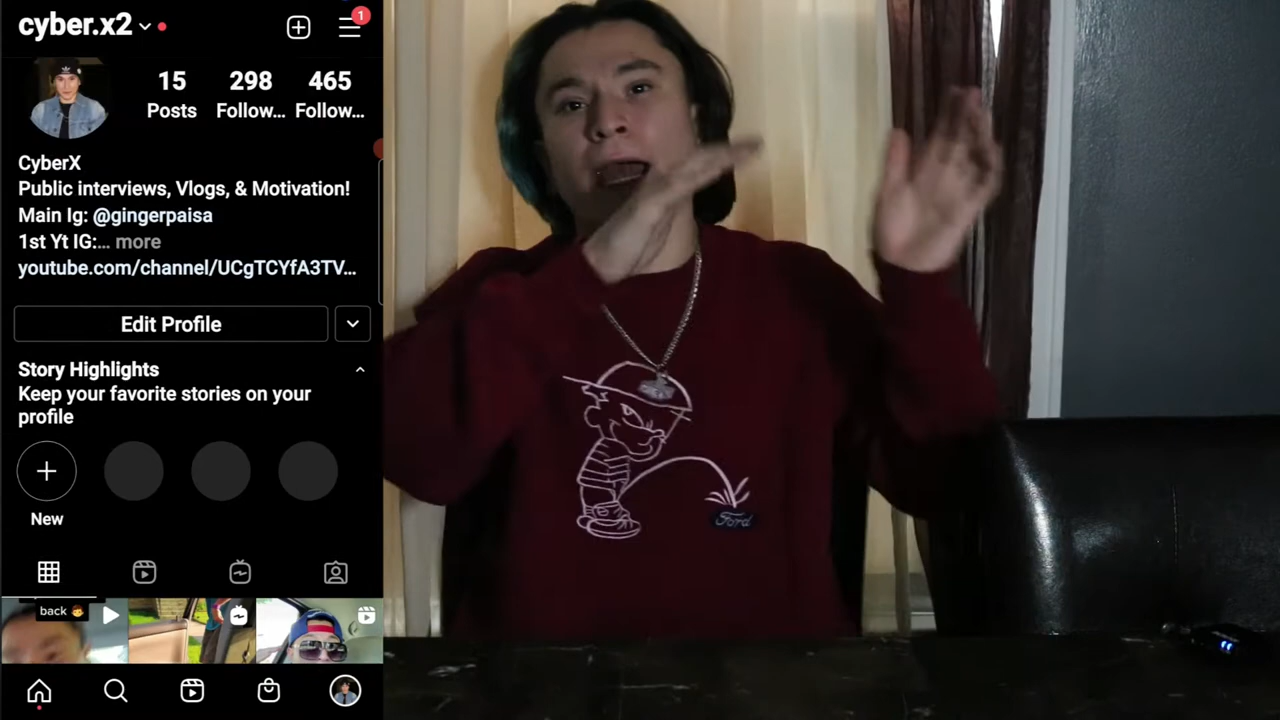 cyber.x2
1
15 298 465
Posts Follow... Follow...
CyberX
Public interviews, Vlogs, & Motivation!
Main Ig: @gingerpaisa
1st Yt IG:... more
youtube.com/channel/UCgTCYfA3TV...
Edit Profile
Story Highlights
Keep your favorite stories on your
profile
New
back
Ford